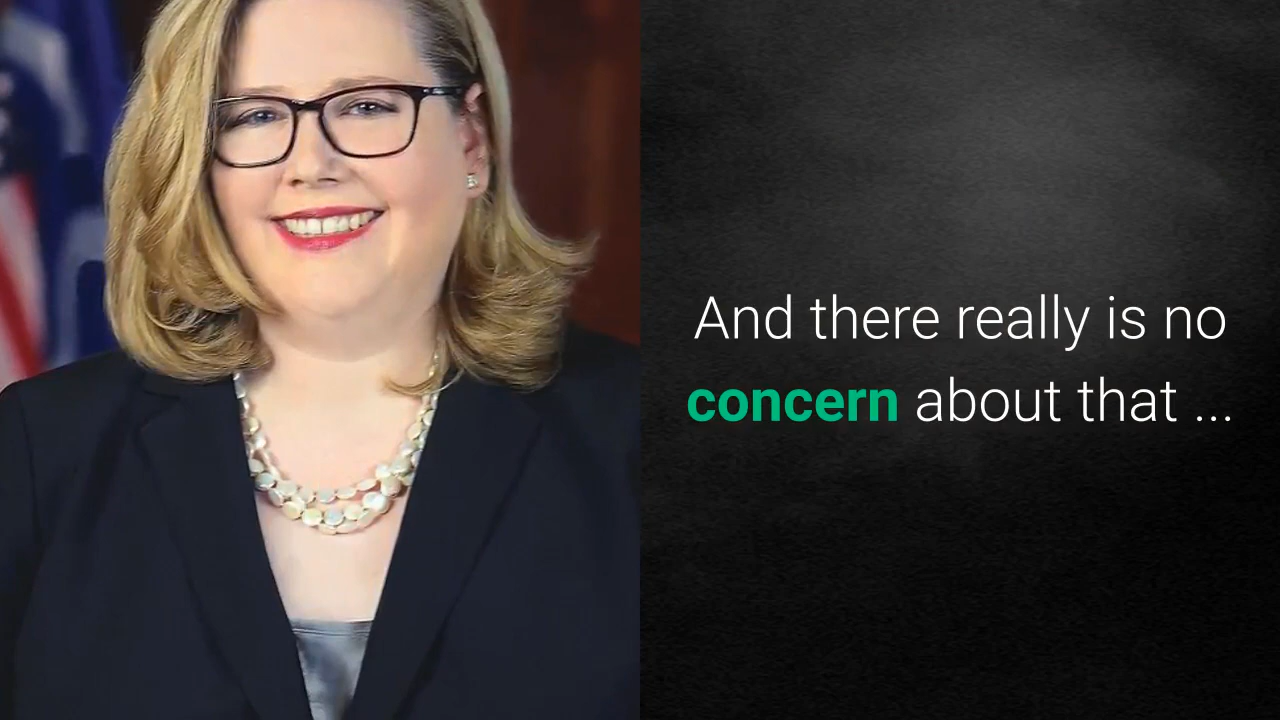 And there really is no
concern about that ...